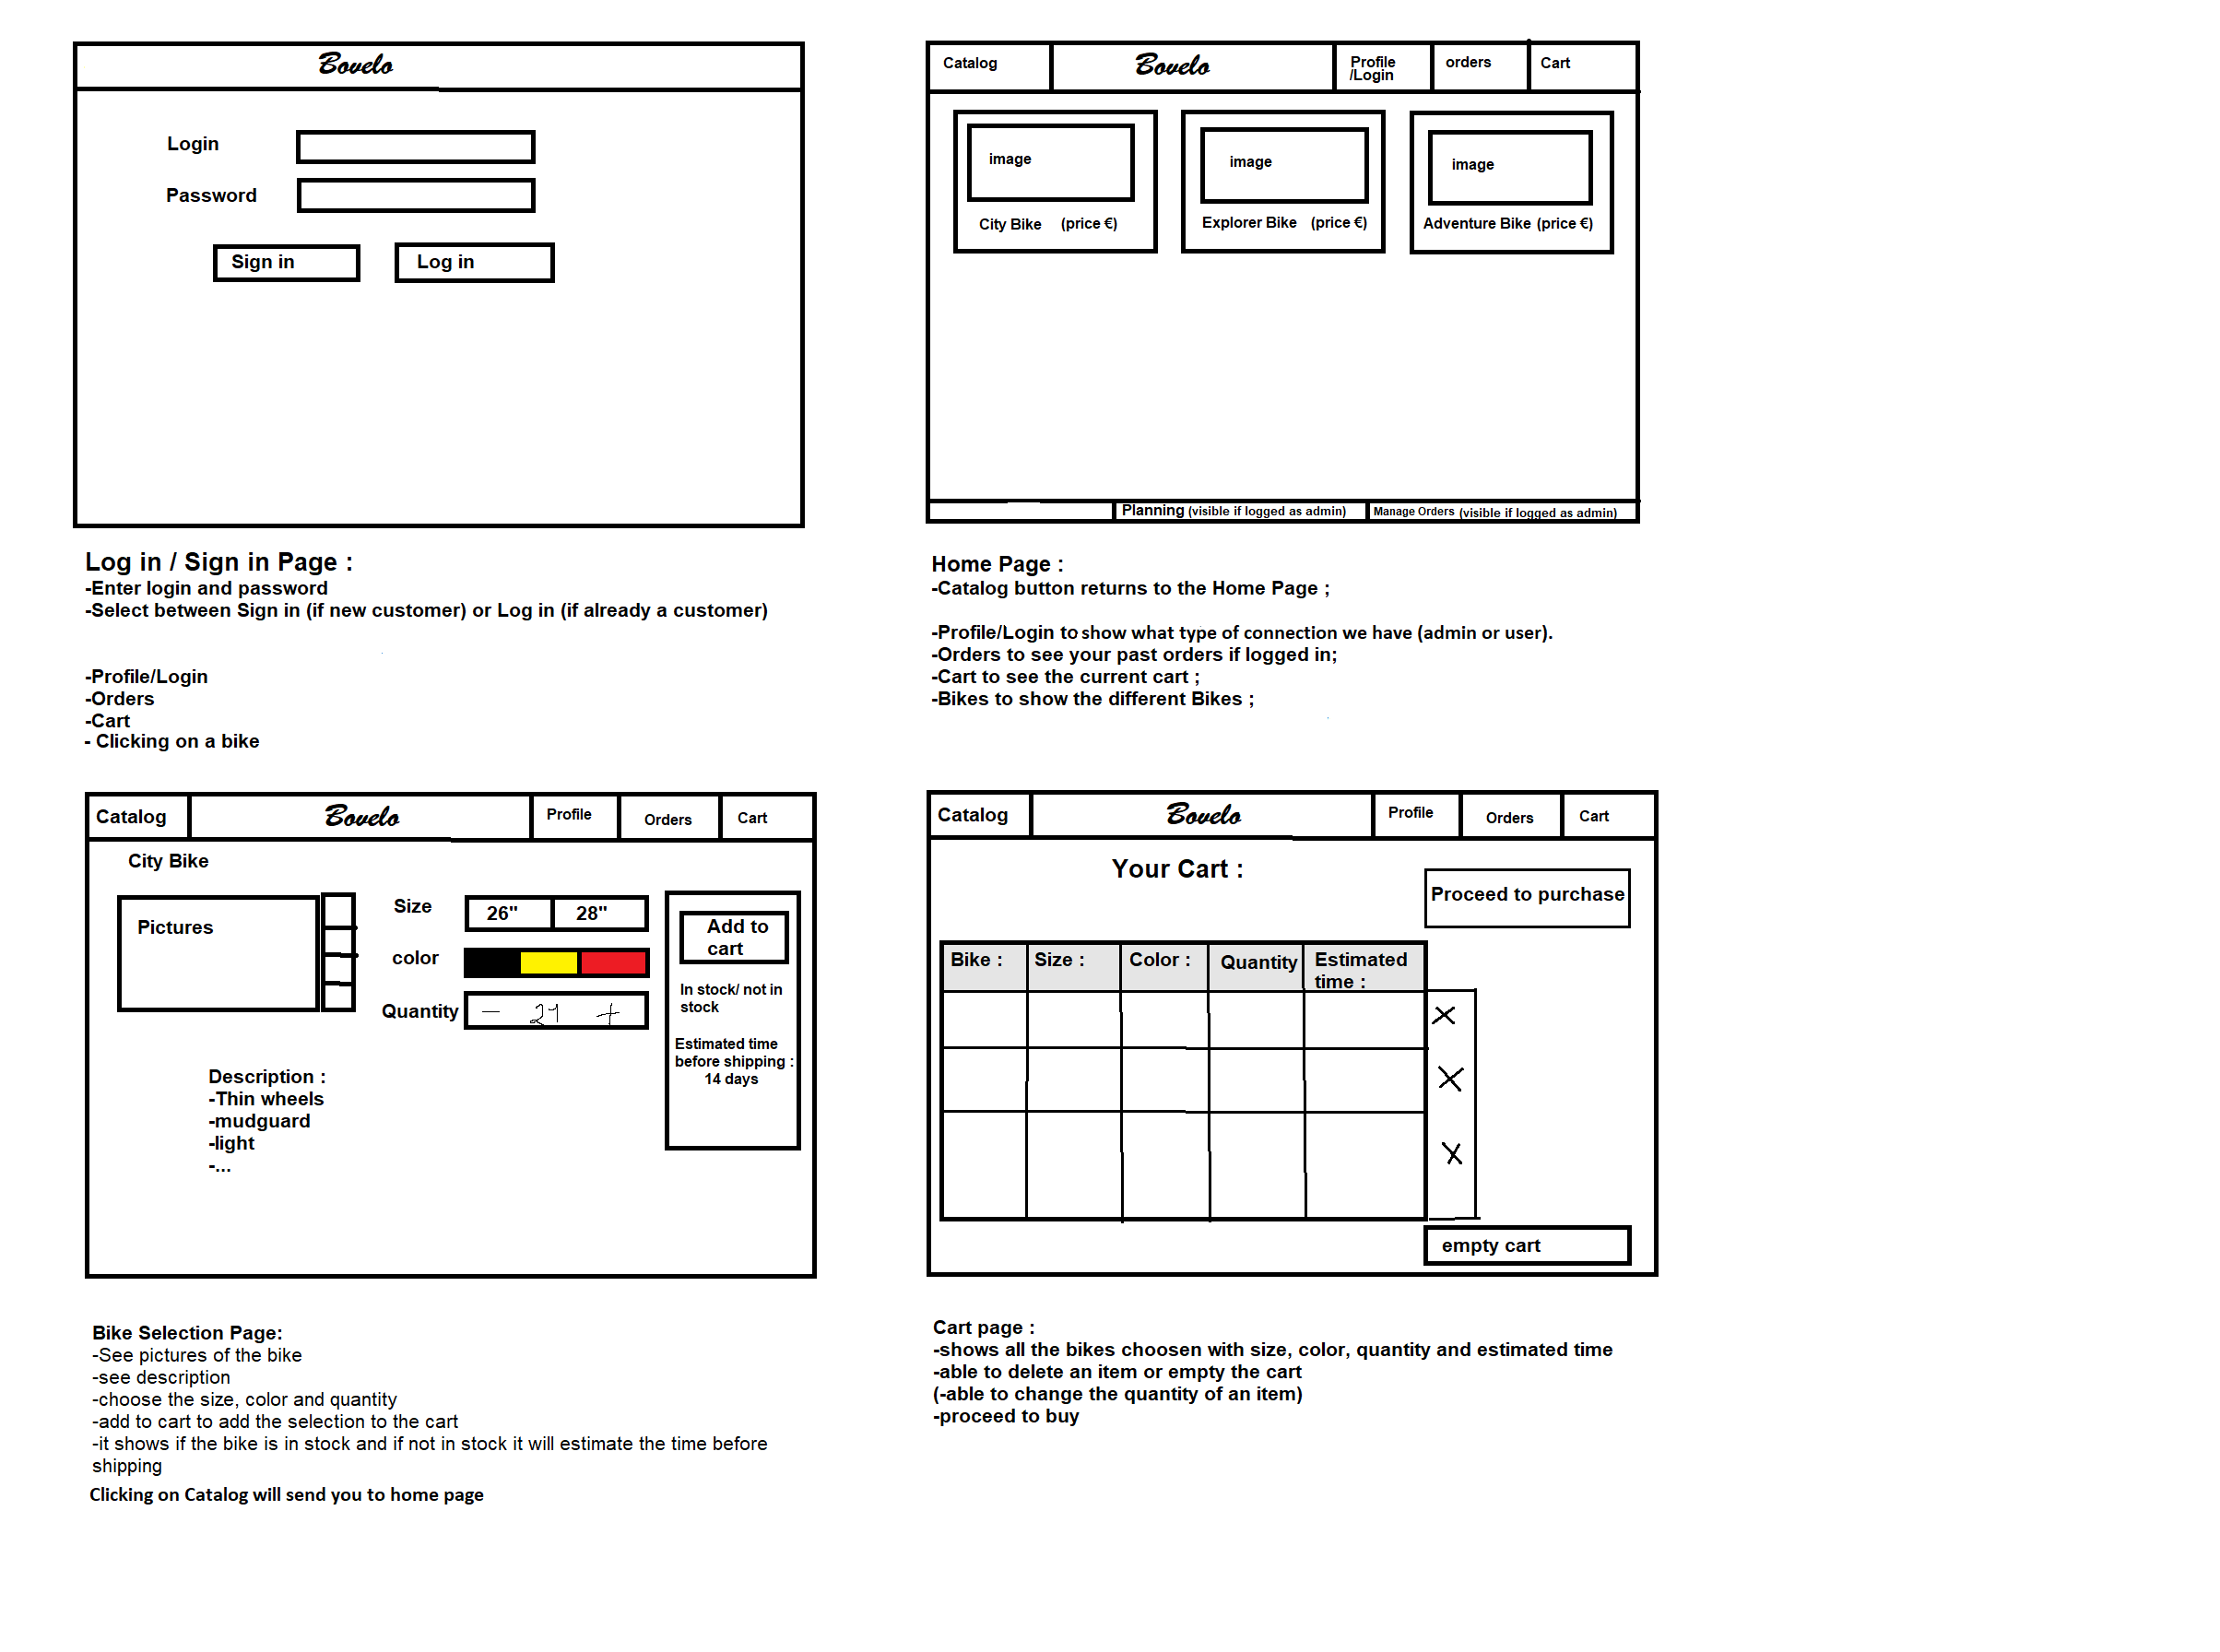 Bovelo
Login
Password
Sign in
Log in
Log in / Sign in Page :
-Enter login and password
-Select between Sign in (if new customer) or Log in (if already a customer)
-Profile/Login
-Orders
-Cart
- Clicking on a bike
Catalog
Bovelo
Profile
/Login
orders
Cart
image
City Bike (price €)
image
Explorer Bike (price €)
image
Adventure Bike (price €)
Planning (visible if logged as admin)
Manage Orders (visible if logged as admin)
Home Page :
-Catalog button returns to the Home Page ;
-Profile/Login to show what type of connection we have (admin or user).
-Orders to see your past orders if logged in;
-Cart to see the current cart ;
-Bikes to show the different Bikes ;
Catalog
Bovelo
Profile
Orders
Cart
City Bike
Pictures
Size
26"
28"
color
Quantity
- 21 +
Add to
cart
In stock/ not in
stock
Estimated time
before shipping :
14 days
Description :
-Thin wheels
-mudguard
-light
-...
Bike Selection Page:
-See pictures of the bike
-see description
-choose the size, color and quantity
-add to cart to add the selection to the cart
-it shows if the bike is in stock and if not in stock it will estimate the time before
shipping
Clicking on Catalog will send you to home page
Catalog
Bovelo
Profile
Orders
Cart
Your Cart :
Proceed to purchase
Bike :
Size :
Color :
Quantity
Estimated
time :
X
X
X
empty cart
Cart page :
-shows all the bikes choosen with size, color, quantity and estimated time
-able to delete an item or empty the cart
(-able to change the quantity of an item)
-proceed to buy